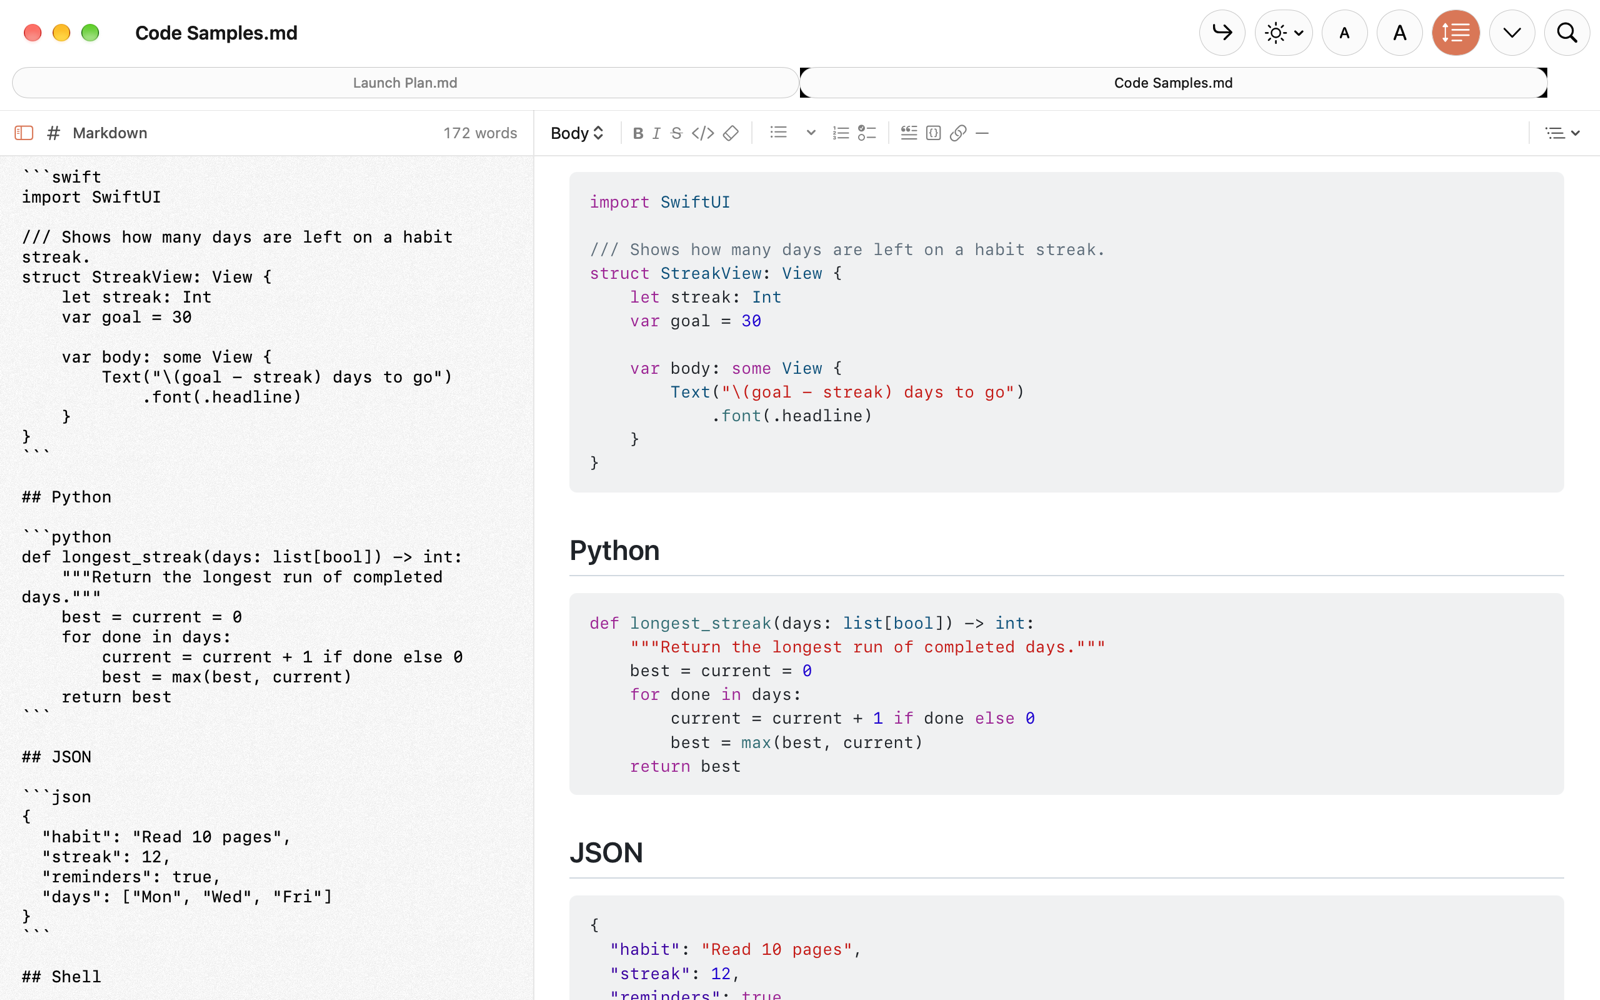 Code Samples.md
A
A
Launch Plan.md
Code Samples.md
# Markdown
172 words
Body
B I S </>
```swift
import SwiftUI

/// Shows how many days are left on a habit
streak.
struct StreakView: View {
    let streak: Int
    var goal = 30

    var body: some View {
        Text("\(goal - streak) days to go")
            .font(.headline)
    }
}
```

## Python

```python
def longest_streak(days: list[bool]) -> int:
    """Return the longest run of completed
days."""
    best = current = 0
    for done in days:
        current = current + 1 if done else 0
        best = max(best, current)
    return best
```

## JSON

```json
{
  "habit": "Read 10 pages",
  "streak": 12,
  "reminders": true,
  "days": ["Mon", "Wed", "Fri"]
}
```

## Shell
import SwiftUI

/// Shows how many days are left on a habit streak.
struct StreakView: View {
    let streak: Int
    var goal = 30

    var body: some View {
        Text("\(goal - streak) days to go")
            .font(.headline)
    }
}

Python
def longest_streak(days: list[bool]) -> int:
    """Return the longest run of completed days."""
    best = current = 0
    for done in days:
        current = current + 1 if done else 0
        best = max(best, current)
    return best

JSON
{
  "habit": "Read 10 pages",
  "streak": 12,
  "reminders": true